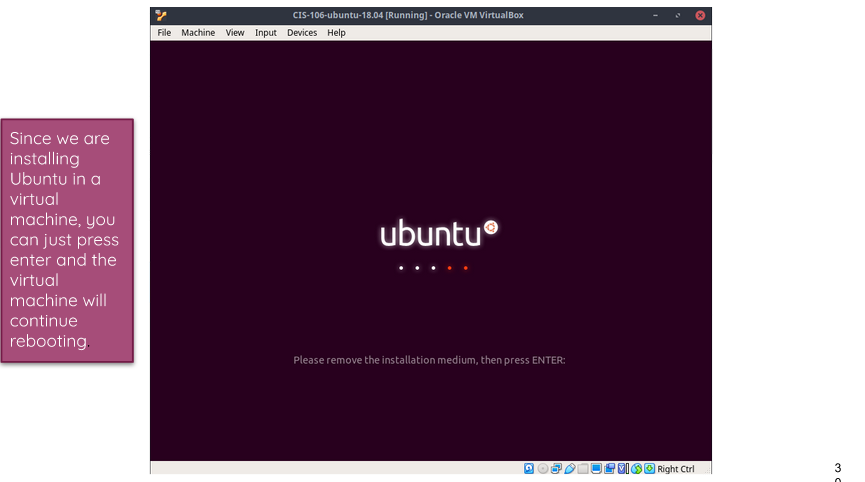 CIS-106-ubuntu-18.04 [Running] - Oracle VM VirtualBox
File Machine View Input Devices Help
Since we are
installing
Ubuntu in a
virtual
machine, you
can just press
enter and the
virtual
machine will
continue
rebooting.
ubuntu
Please remove the installation medium, then press ENTER:
Right Ctrl
3